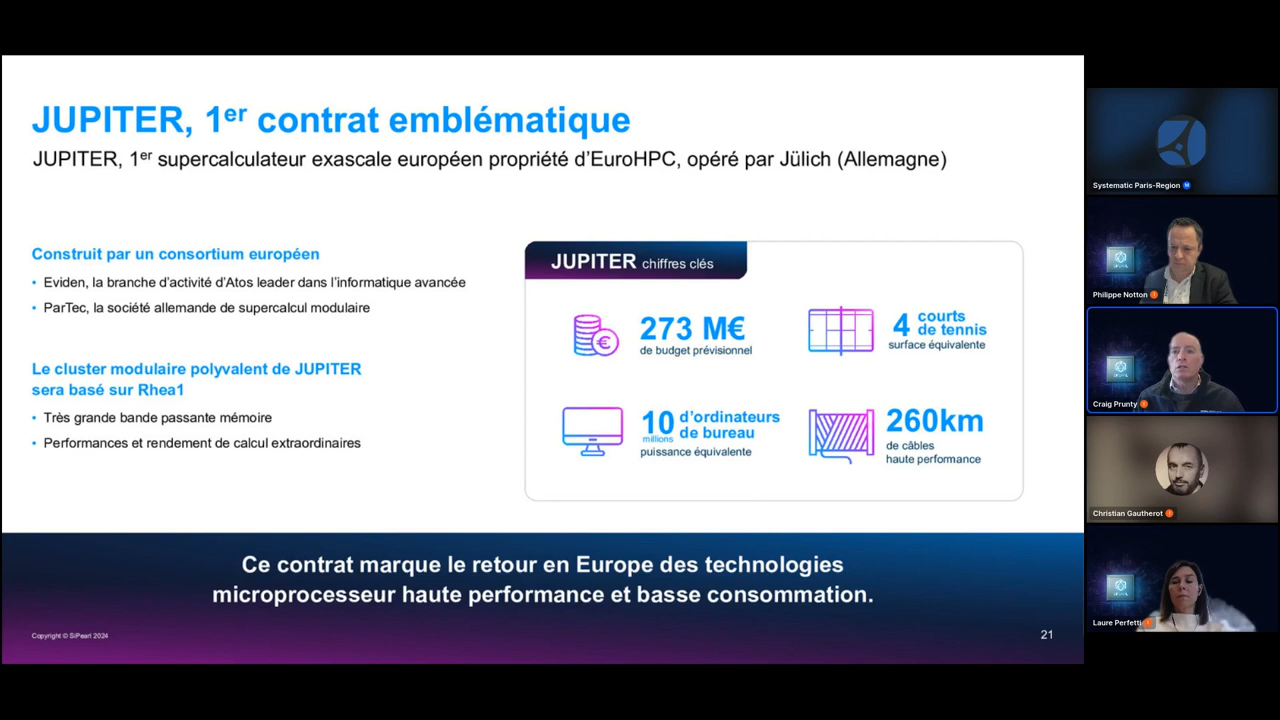 JUPITER, 1er contrat emblématique
JUPITER, 1er supercalculateur exascale européen propriété d'EuroHPC, opéré par Jülich (Allemagne)
Construit par un consortium européen
• Eviden, la branche d'activité d'Atos leader dans l'informatique avancée
• ParTec, la société allemande de supercalcul modulaire
Le cluster modulaire polyvalent de JUPITER
sera basé sur Rhea1
• Très grande bande passante mémoire
• Performances et rendement de calcul extraordinaires
JUPITER chiffres clés
273 M€
de budget prévisionnel
4 courts
de tennis
surface équivalente
10 d'ordinateurs
millions de bureau
puissance équivalente
260km
de câbles
haute performance
Ce contrat marque le retour en Europe des technologies
microprocesseur haute performance et basse consommation.
Copyright © SiPearl 2024
21
Systematic Paris-Region
Philippe Notton
Craig Prunty
Christian Gautherot
Laure Perfetti